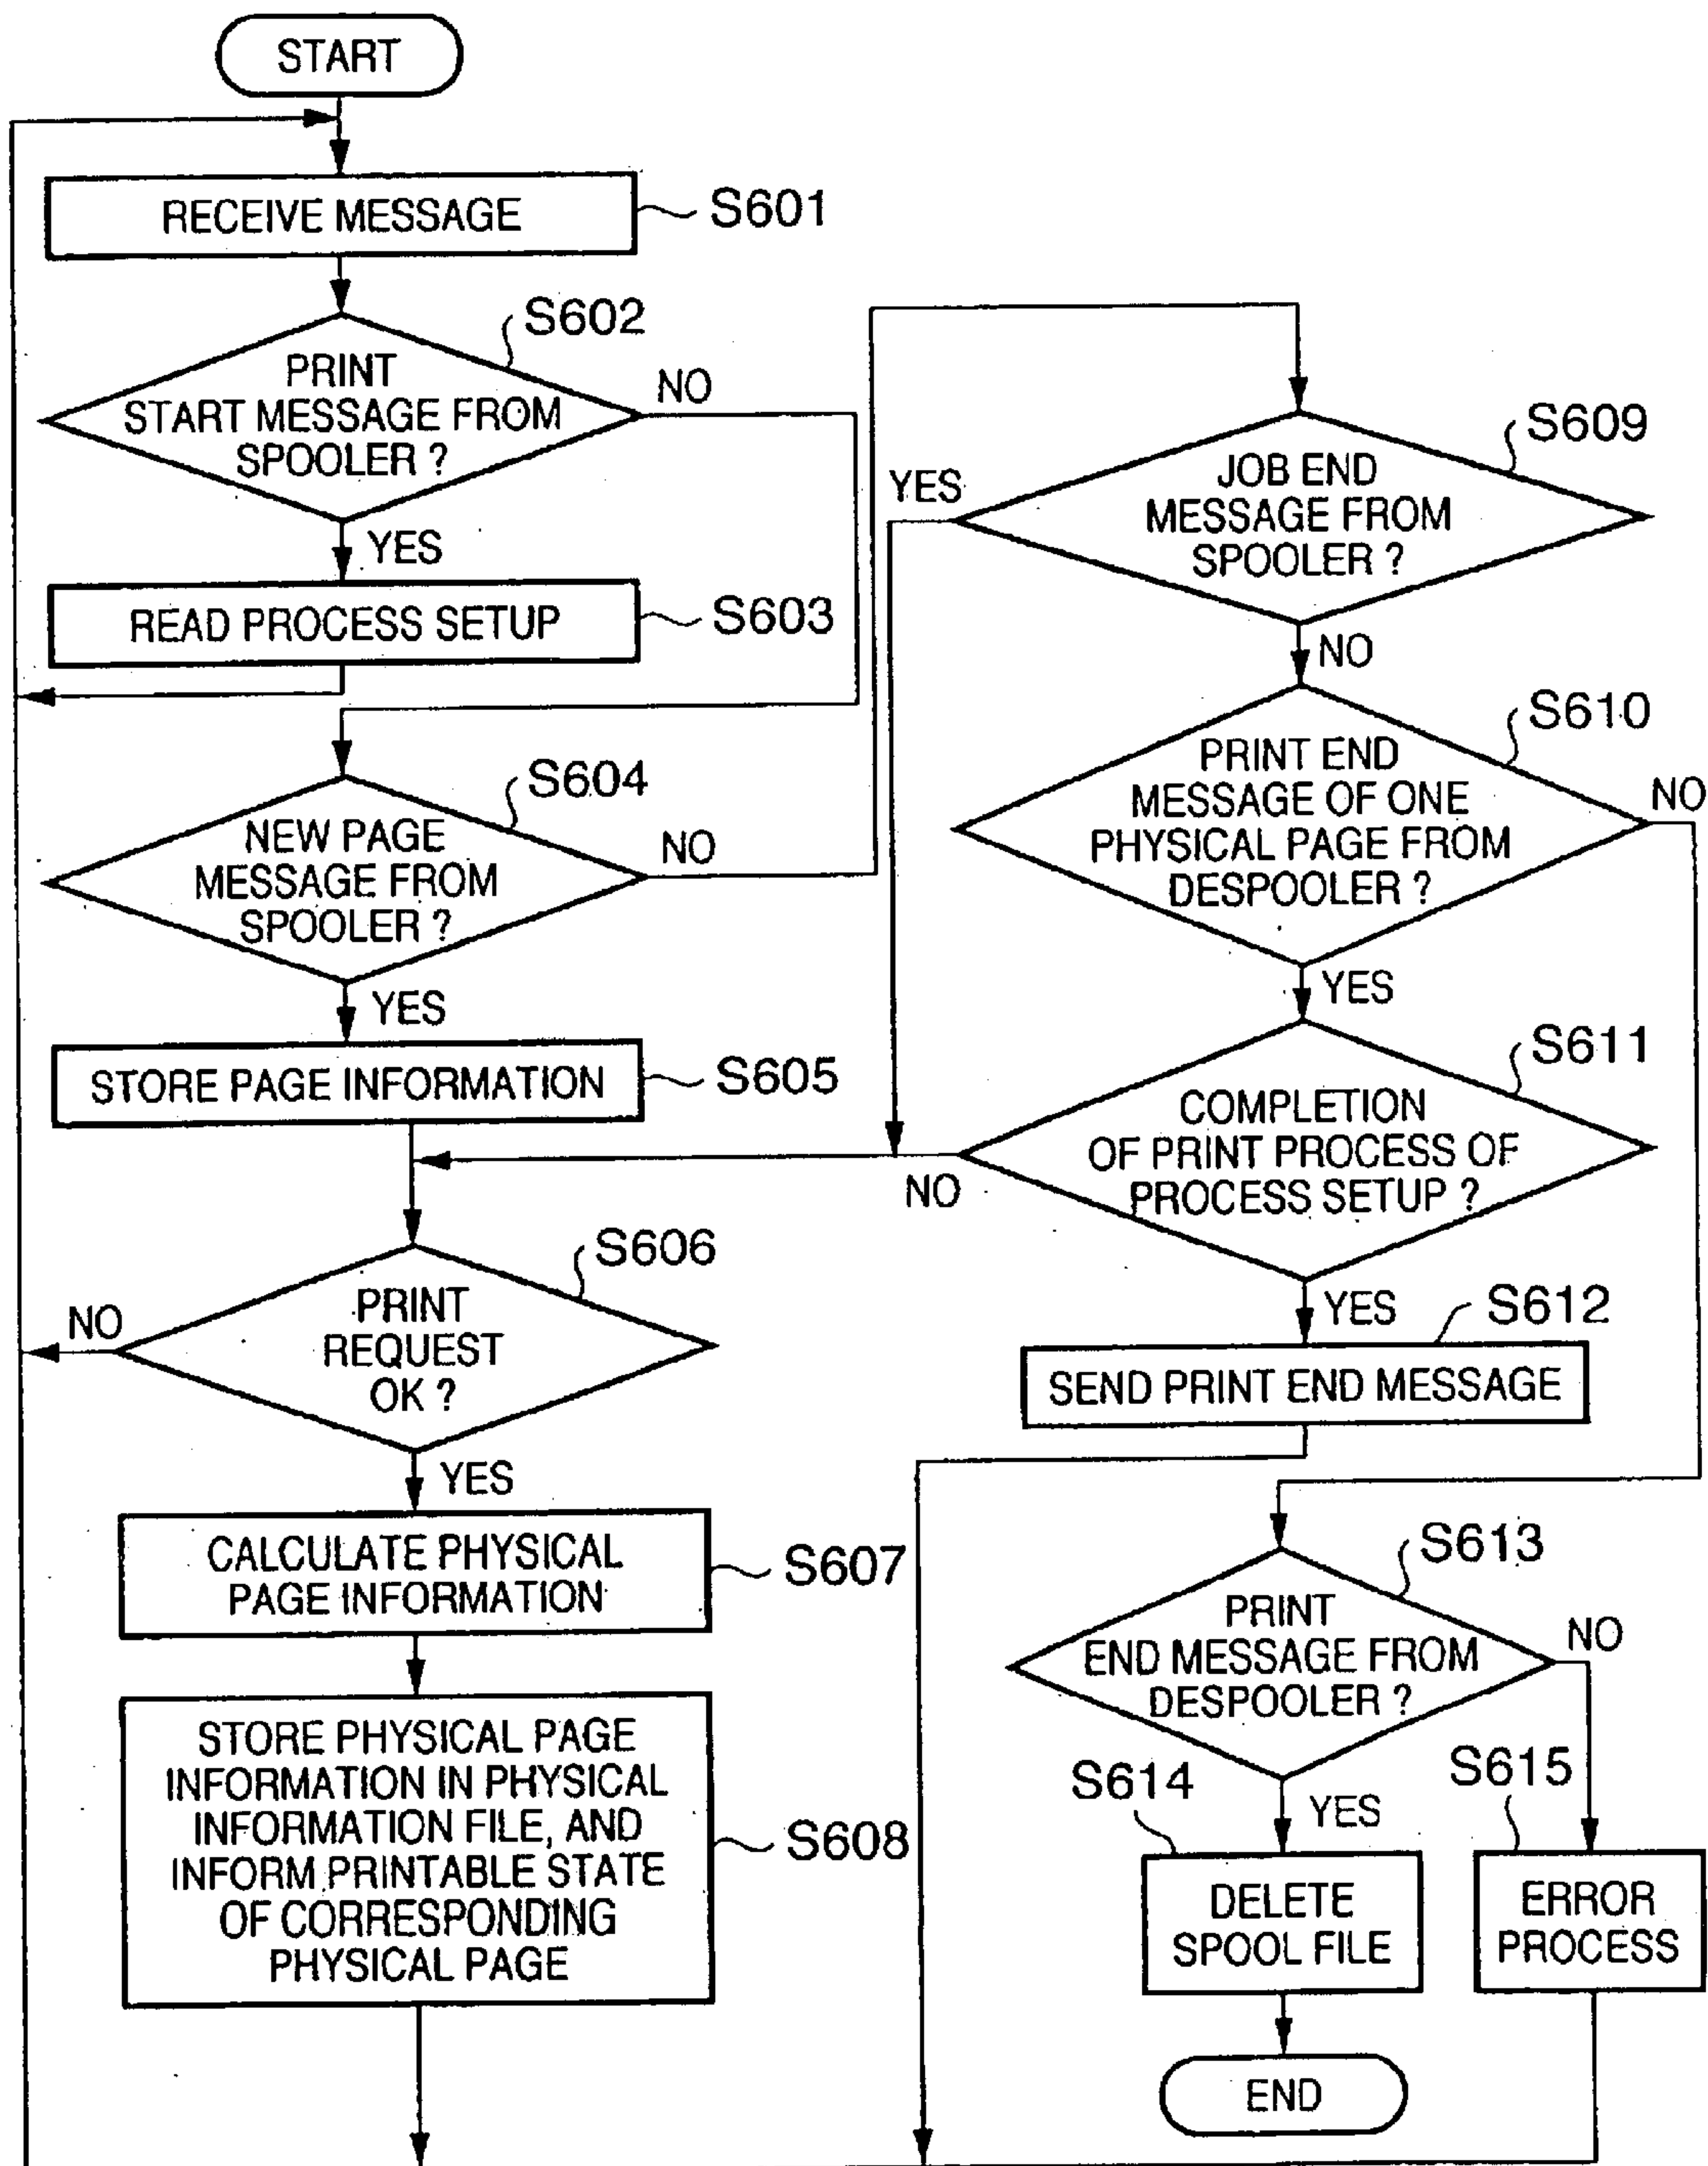 START
RECEIVE MESSAGE
S601
S602
PRINT
START MESSAGE FROM
SPOOLER ?
NO
YES
READ PROCESS SETUP
S603
S604
NEW PAGE
MESSAGE FROM
SPOOLER ?
NO
YES
STORE PAGE INFORMATION
S605
S606
PRINT
REQUEST
OK ?
NO
YES
CALCULATE PHYSICAL
PAGE INFORMATION
S607
STORE PHYSICAL PAGE
INFORMATION IN PHYSICAL
INFORMATION FILE, AND
INFORM PRINTABLE STATE
OF CORRESPONDING
PHYSICAL PAGE
S608
S609
JOB END
MESSAGE FROM
SPOOLER ?
YES
NO
S610
PRINT END
MESSAGE OF ONE
PHYSICAL PAGE FROM
DESPOOLER ?
NO
YES
S611
COMPLETION
OF PRINT PROCESS OF
PROCESS SETUP ?
NO
YES
S612
SEND PRINT END MESSAGE
S613
PRINT
END MESSAGE FROM
DESPOOLER ?
NO
YES
S614
DELETE
SPOOL FILE
S615
ERROR
PROCESS
END